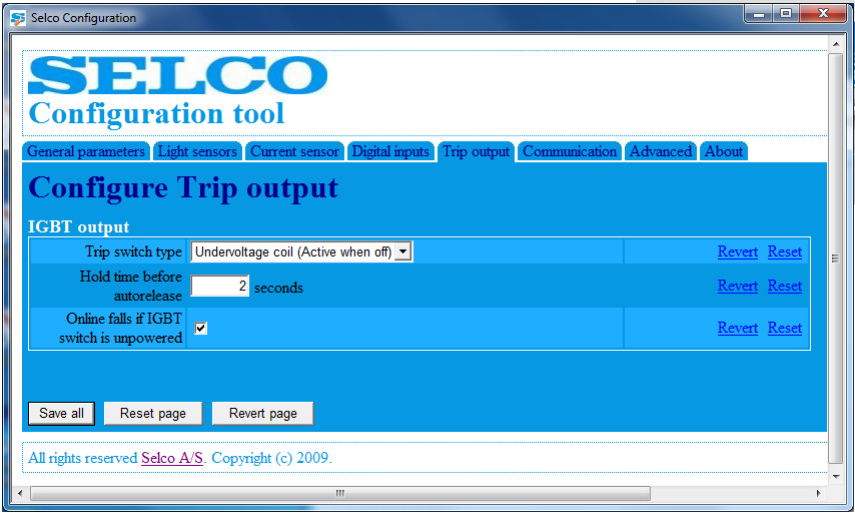 Selco Configuration
SELCO
Configuration tool
General parameters Light sensors Current sensor Digital inputs Trip output Communication Advanced About
Configure Trip output
IGBT output
Trip switch type Undervoltage coil (Active when off) Revert Reset
Hold time before
autorelease 2 seconds Revert Reset
Online falls if IGBT
switch is unpowered Revert Reset
Save all Reset page Revert page
All rights reserved Selco A/S. Copyright (c) 2009.